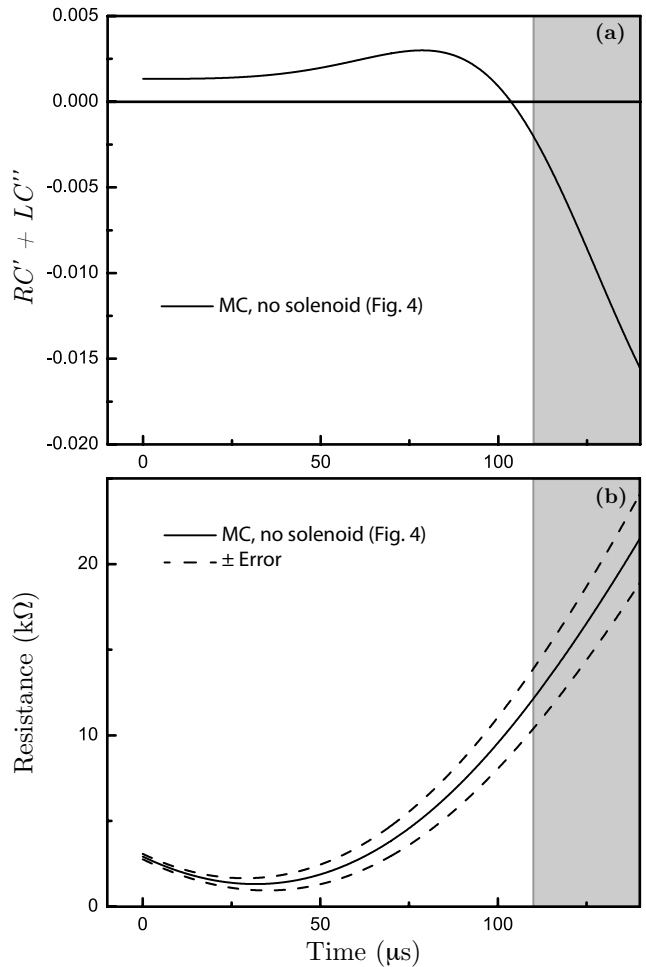 (a)
0.005
0.000
-0.005
-0.010
-0.015
-0.020
RC' + LC''
MC, no solenoid (Fig. 4)
0
50
100
(b)
MC, no solenoid (Fig. 4)
± Error
20
10
0
Resistance (kΩ)
0
50
100
Time (μs)